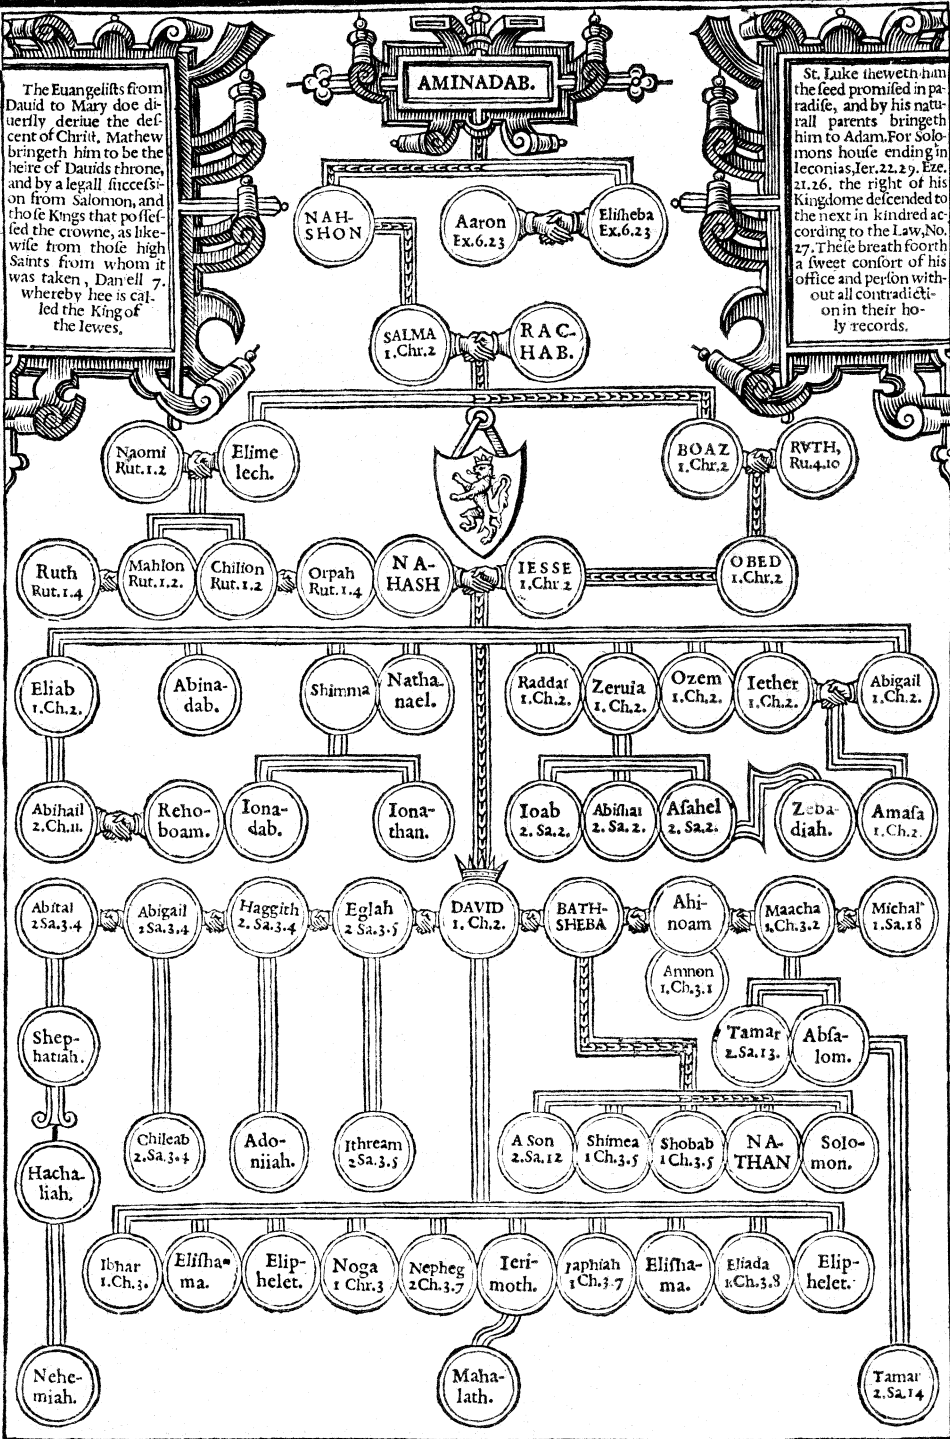 The Euangelists from
Dauid to Mary doe di-
uersly deriue the des-
cent of Christ. Mathew
bringeth him to be the
heire of Dauids throne,
and by a legall successi-
on from Salomon, and
those Kings that posses-
sed the crowne, as like-
wise from those high
Saints from whom it
was taken, Daniell 7.
whereby hee is cal-
led the King of
the Iewes.
AMINADAB.
St. Luke sheweth him
the seed promised in pa-
radise, and by his natu-
rall parents bringeth
him to Adam. For Solo-
mons house ending in
Ieconias, Ier. 22. 29. Eze.
21. 26. the right of his
Kingdome descended to
the next in kindred ac-
cording to the Law, No.
27. These breath foorth
a sweet consort of his
office and person with-
out all contradicti-
on in their ho-
ly records.
NAH-
SHON
Aaron
Ex.6.23
Elisheba
Ex.6.23
SALMA
1.Chr.2
RAC-
HAB.
Naomi
Rut.1.2
Elime
lech.
BOAZ
1.Chr.2
RVTH,
Ru.4.10
Ruth
Rut.1.4
Mahlon
Rut.1.2.
Chilion
Rut.1.2
Orpah
Rut.1.4
NA-
HASH
IESSE
1.Chr 2
OBED
1.Chr.2
Eliab
1.Ch.2.
Abina-
dab.
Shimma
Natha-
nael.
Raddai
1.Ch.2.
Zeruia
1.Ch.2.
Ozem
1.Ch.2.
Iether
1.Ch.2.
Abigail
1.Ch.2.
Abihail
2.Ch.11.
Reho-
boam.
Iona-
dab.
Iona-
than.
Ioab
2.Sa.2.
Abishai
2.Sa.2.
Asahel
2.Sa.2.
Zeba-
diah.
Amasa
1.Ch.2.
Abital
2Sa.3.4
Abigail
2Sa.3.4
Haggith
2.Sa.3.4
Eglah
2 Sa.3.5
DAVID
1.Ch.2.
BATH-
SHEBA
Ahi-
noam
Maacha
1.Ch.3.2
Michal
1.Sa.18
Amnon
1.Ch.3.1
Shep-
hatiah.
Tamar
2.Sa.13.
Absa-
lom.
Hacha-
liah.
Chileab
2.Sa.3.4
Ado-
niiah.
Ithream
2Sa.3.5
A Son
2.Sa.12
Shimea
1 Ch.3.5
Shobab
1 Ch.3.5
NA-
THAN
Solo-
mon.
Ibhar
1.Ch.3.
Elisha-
ma.
Elip-
helet.
Noga
1 Chr.3
Nepheg
2Ch.3.7
Ieri-
moth.
Iaphiah
1Ch.3.7
Elisha-
ma.
Eliada
1.Ch.3.8
Elip-
helet.
Nehe-
miah.
Maha-
lath.
Tamar
2.Sa.14